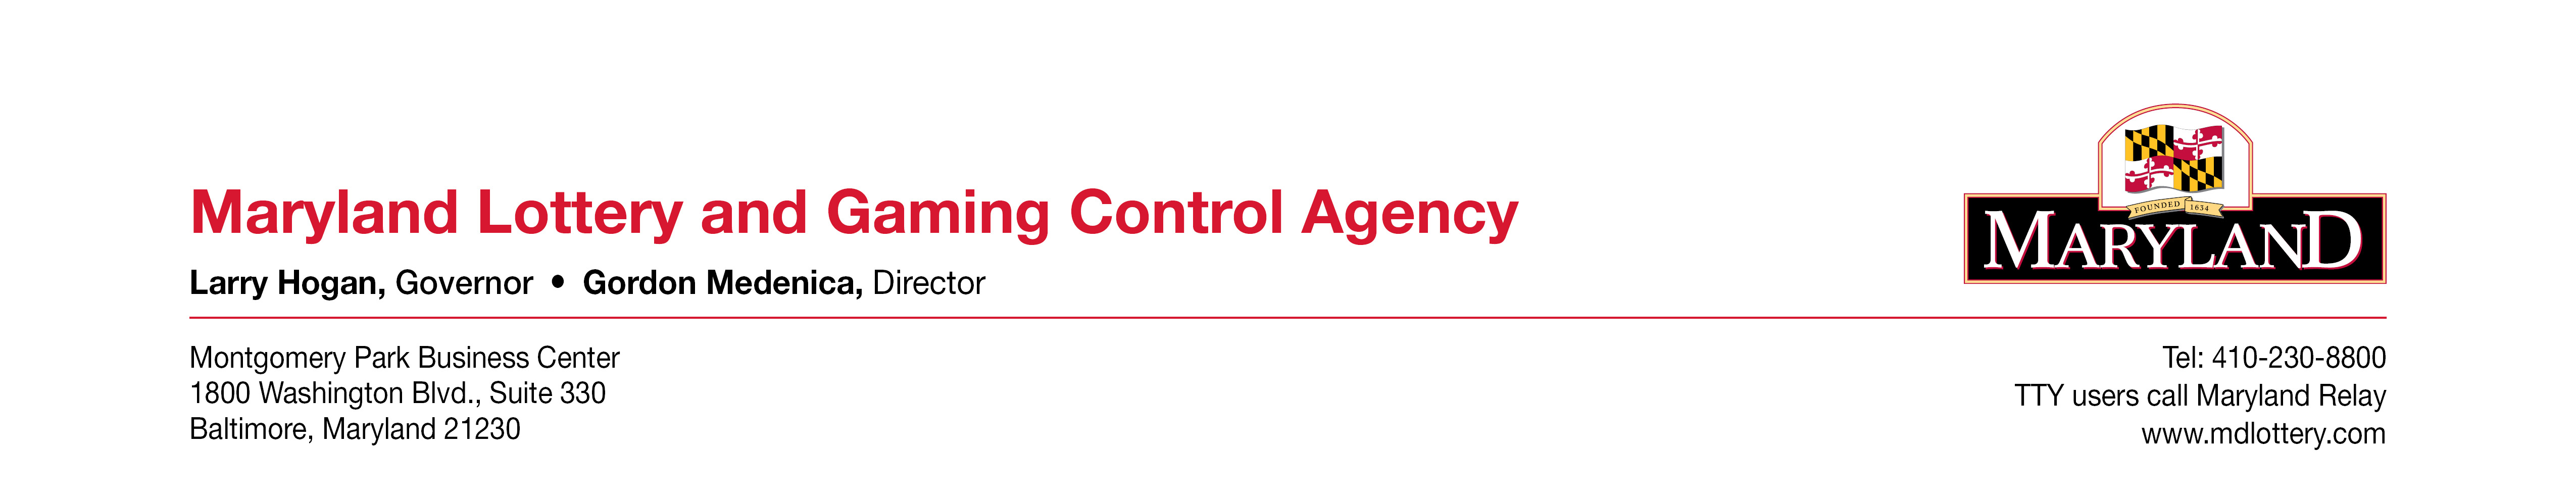 Maryland Lottery and Gaming Control Agency
Larry Hogan, Governor • Gordon Medenica, Director
FOUNDED 1634
MARYLAND
Montgomery Park Business Center
1800 Washington Blvd., Suite 330
Baltimore, Maryland 21230
Tel: 410-230-8800
TTY users call Maryland Relay
www.mdlottery.com